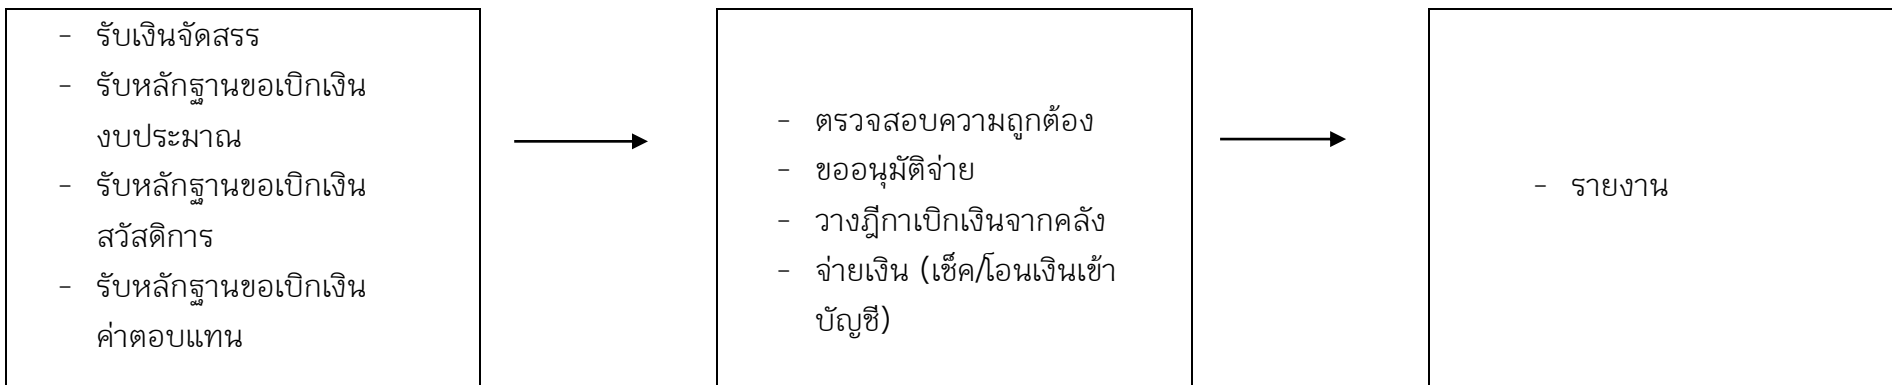 - รับเงินจัดสรร
- รับหลักฐานขอเบิกเงิน
งบประมาณ
- รับหลักฐานขอเบิกเงิน
สวัสดิการ
- รับหลักฐานขอเบิกเงิน
ค่าตอบแทน
- ตรวจสอบความถูกต้อง
- ขออนุมัติจ่าย
- วางฎีกาเบิกเงินจากคลัง
- จ่ายเงิน (เช็ค/โอนเงินเข้า
บัญชี)
- รายงาน